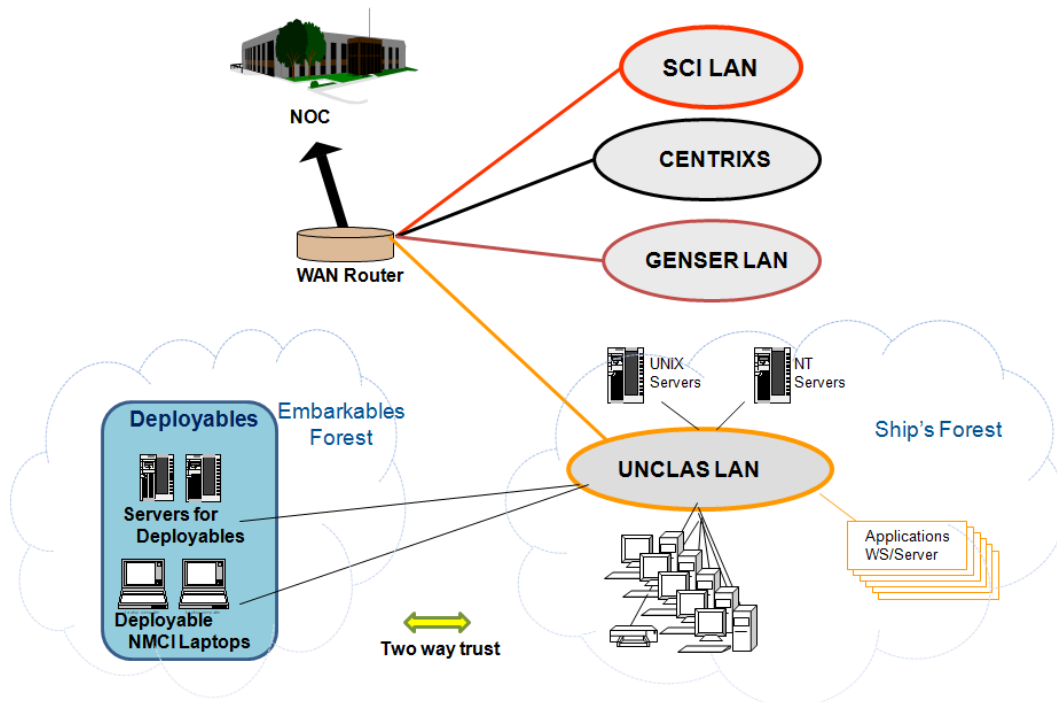 NOC
SCI LAN
CENTRIXS
WAN Router
GENSER LAN
UNIX
Servers
NT
Servers
Deployables
Embarkables
Forest
Ship's Forest
UNCLAS LAN
Servers for
Deployables
Applications
WS/Server
Deployable
NMCI Laptops
Two way trust